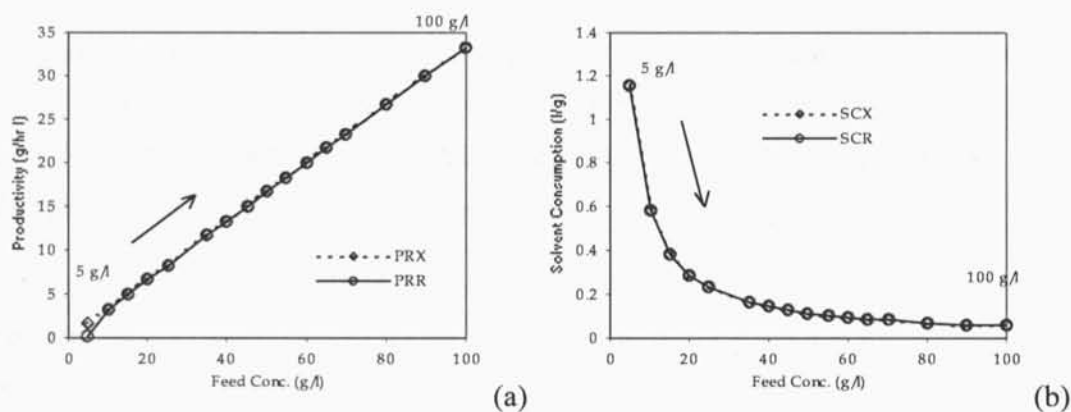 100 g/l
35
30
25
20
15
10
5
0
Productivity (g/hr l)
5 g/l
PRX
PRR
0 20 40 60 80 100
Feed Conc. (g/l)
(a)
1.4
1.2
1
0.8
0.6
0.4
0.2
0
Solvent Consumption (l/g)
5 g/l
SCX
SCR
100 g/l
0 20 40 60 80 100
Feed Conc. (g/l)
(b)